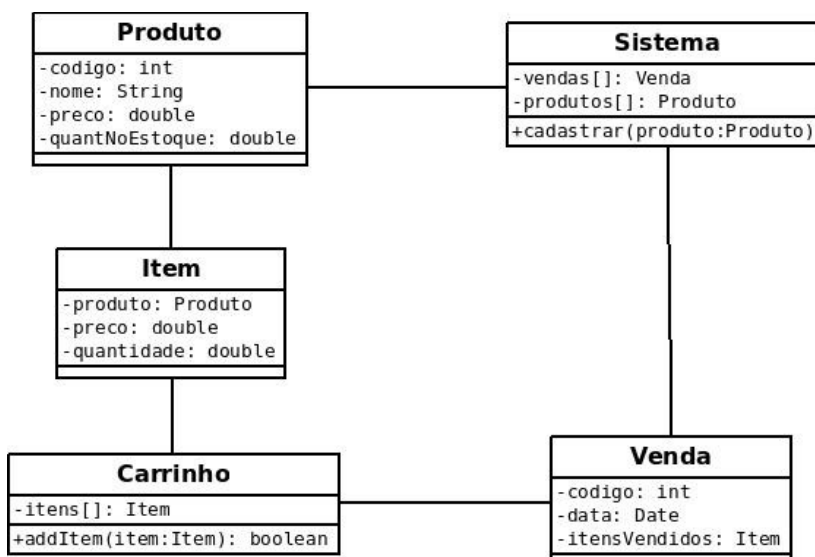 Produto
-codigo: int
-nome: String
-preco: double
-quantNoEstoque: double
Sistema
-vendas[]: Venda
-produtos[]: Produto
+cadastrar(produto:Produto)
Item
-produto: Produto
-preco: double
-quantidade: double
Carrinho
-itens[]: Item
+addItem(item:Item): boolean
Venda
-codigo: int
-data: Date
-itensVendidos: Item